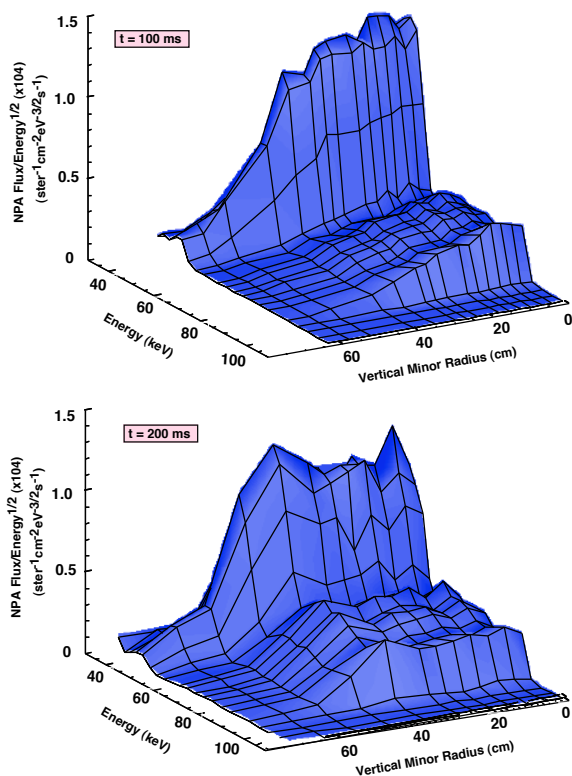 1.5
t = 100 ms
1.0
0.5
0
NPA Flux/Energy1/2 (x104)
(ster-1cm-2eV-3/2s-1)
40
60
80
100
Energy (keV)
60
40
20
0
Vertical Minor Radius (cm)
1.5
t = 200 ms
1.0
0.5
0
NPA Flux/Energy1/2 (x104)
(ster-1cm-2eV-3/2s-1)
40
60
80
100
Energy (keV)
60
40
20
0
Vertical Minor Radius (cm)